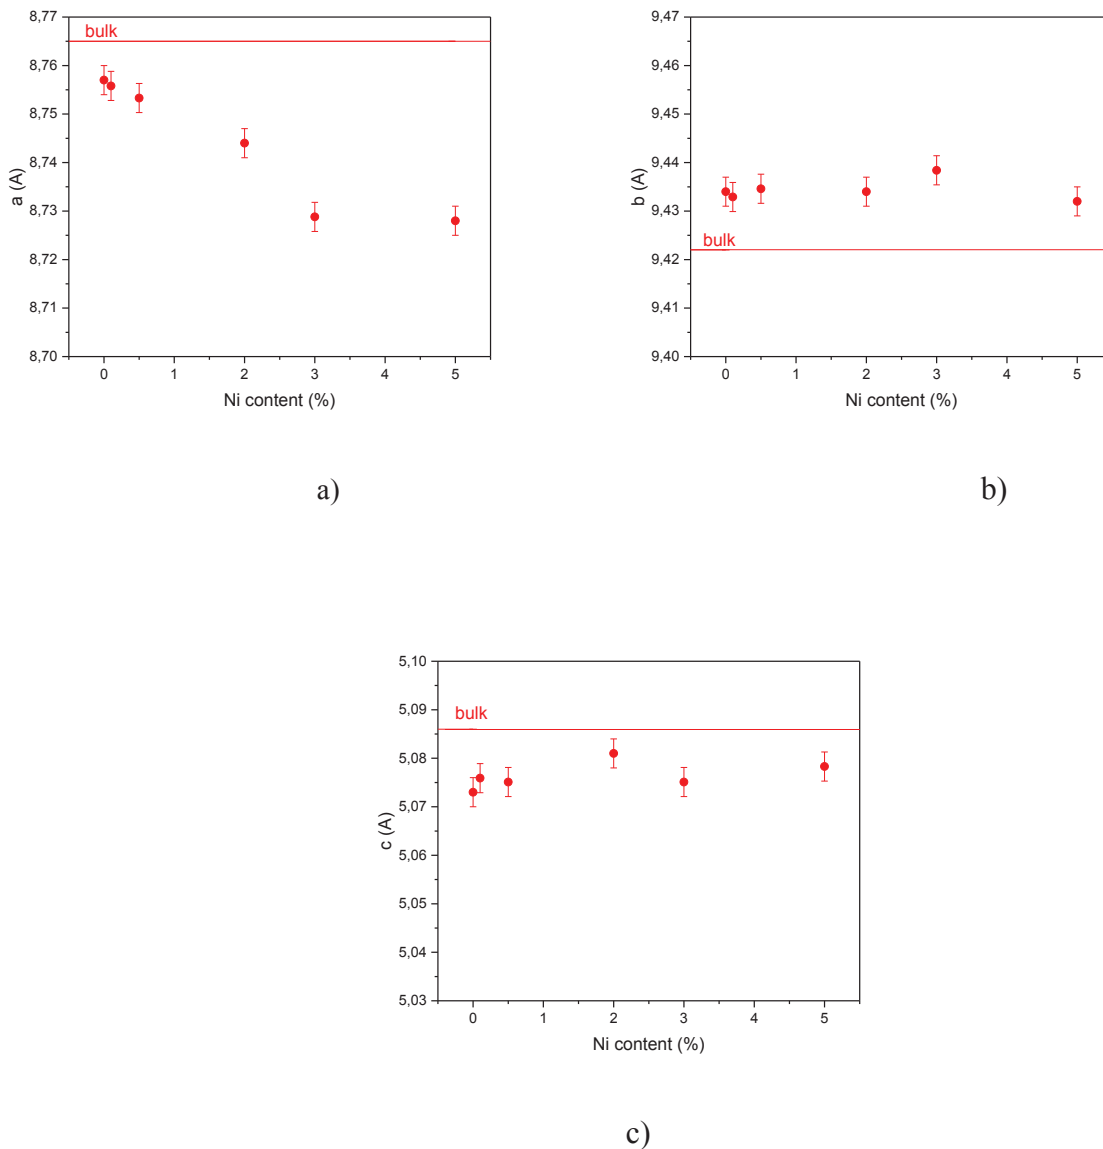 8,77
bulk
8,76
8,75
8,74
8,73
8,72
8,71
8,70
a (A)
0 1 2 3 4 5
Ni content (%)
a)
9,47
9,46
9,45
9,44
9,43
bulk
9,42
9,41
9,40
b (A)
0 1 2 3 4 5
Ni content (%)
b)
5,10
5,09
bulk
5,08
5,07
5,06
5,05
5,04
5,03
c (A)
0 1 2 3 4 5
Ni content (%)
c)